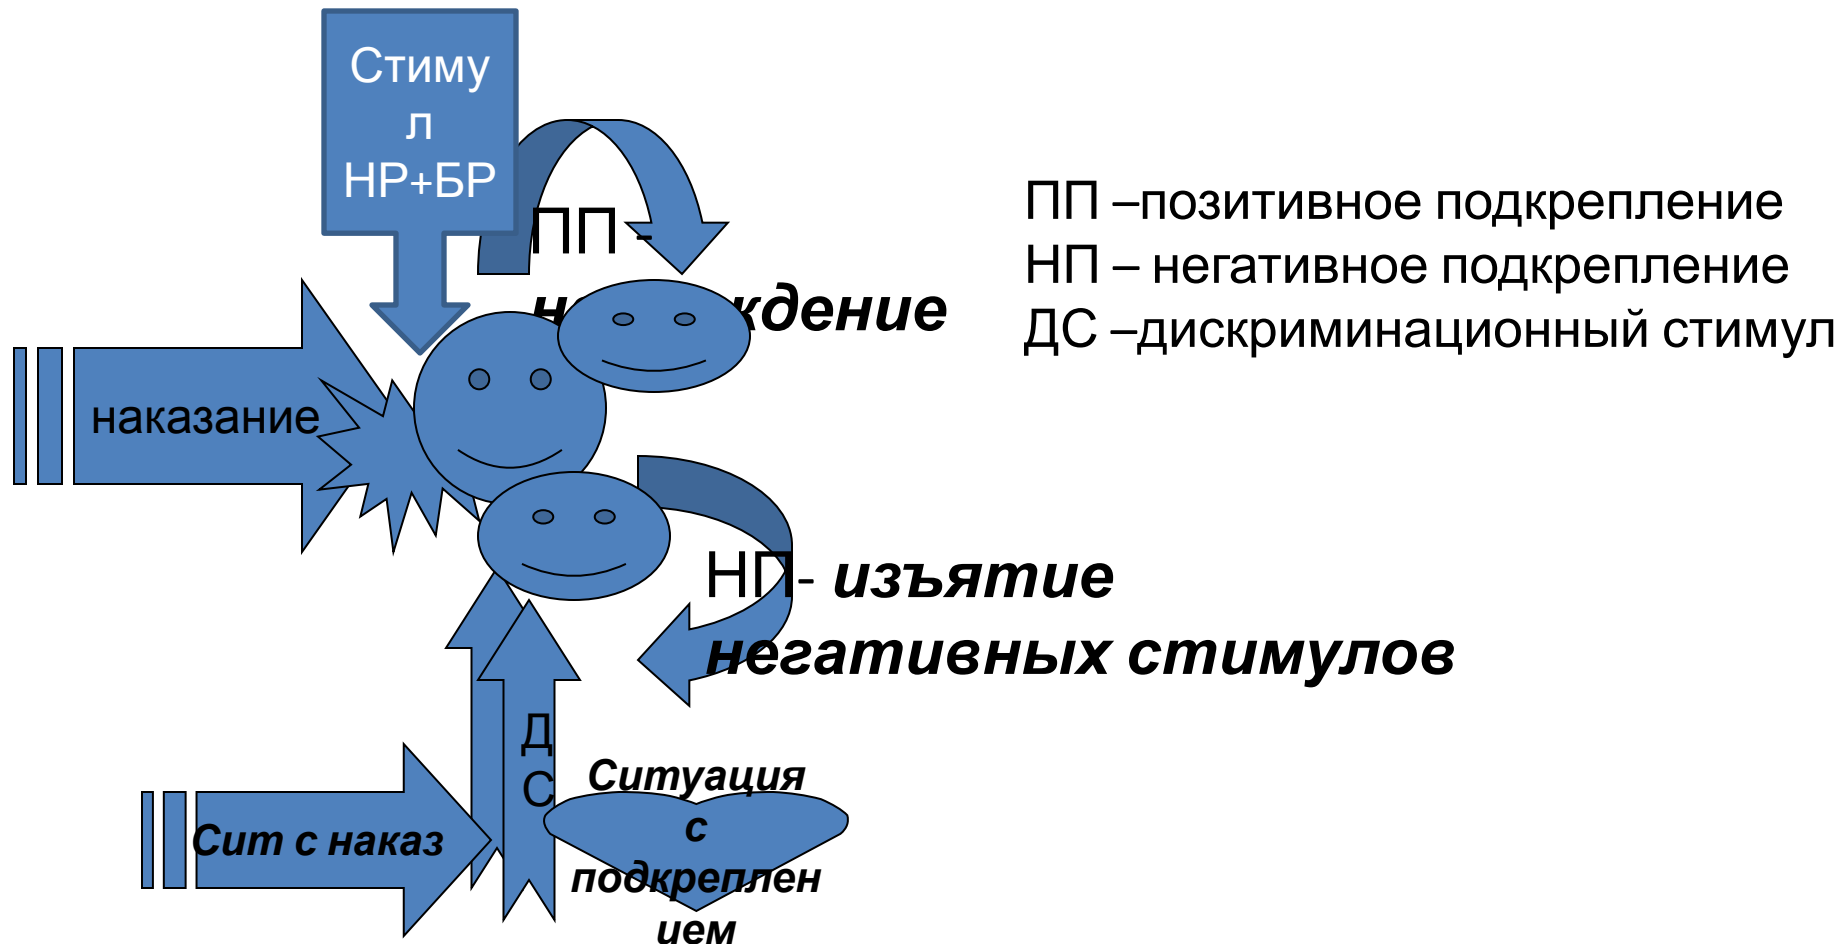 Стиму
л
НР+БР
ПП -
ПП –позитивное подкрепление
НП – негативное подкрепление
ДС –дискриминационный стимул
наказание
НП- изъятие
негативных стимулов
Д
С
Сит с наказ
Ситуация
с
подкреплен
ием